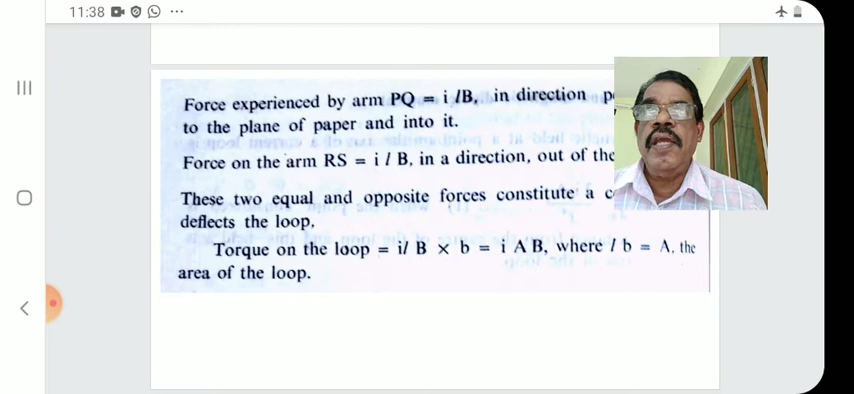 11:38
Force experienced by arm PQ = i lB, in direction
to the plane of paper and into it.
Force on the arm RS = i l B, in a direction, out of the
These two equal and opposite forces constitute a
deflects the loop,
Torque on the loop = il B × b = i A B, where l b = A, the
area of the loop.